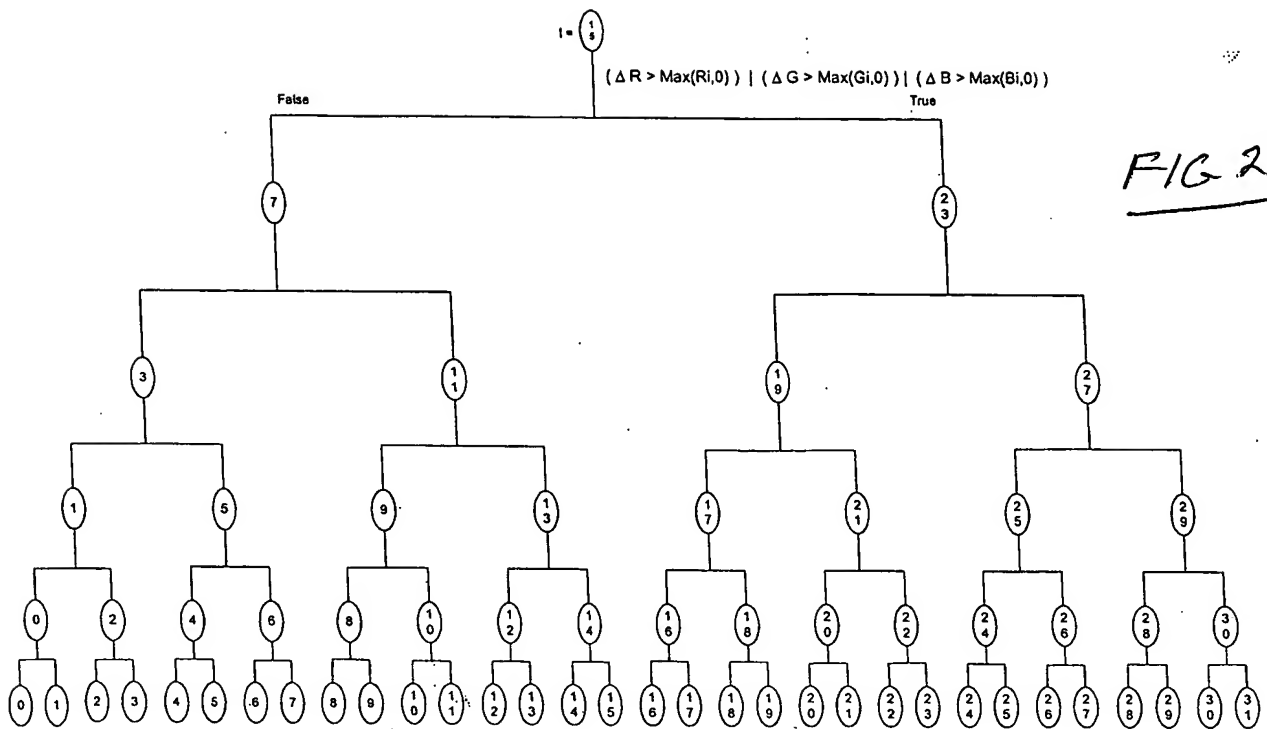 I = 1 5
( Δ R > Max(Ri,0) ) | ( Δ G > Max(Gi,0) ) | ( Δ B > Max(Bi,0) )
False True
FIG 2
7 23
3 11 19 27
1 5 9 13 17 21 25 29
0 2 4 6 8 10 12 14 16 18 20 22 24 26 28 30
0 1 2 3 4 5 6 7 8 9 10 11 12 13 14 15 16 17 18 19 20 21 22 23 24 25 26 27 28 29 30 31